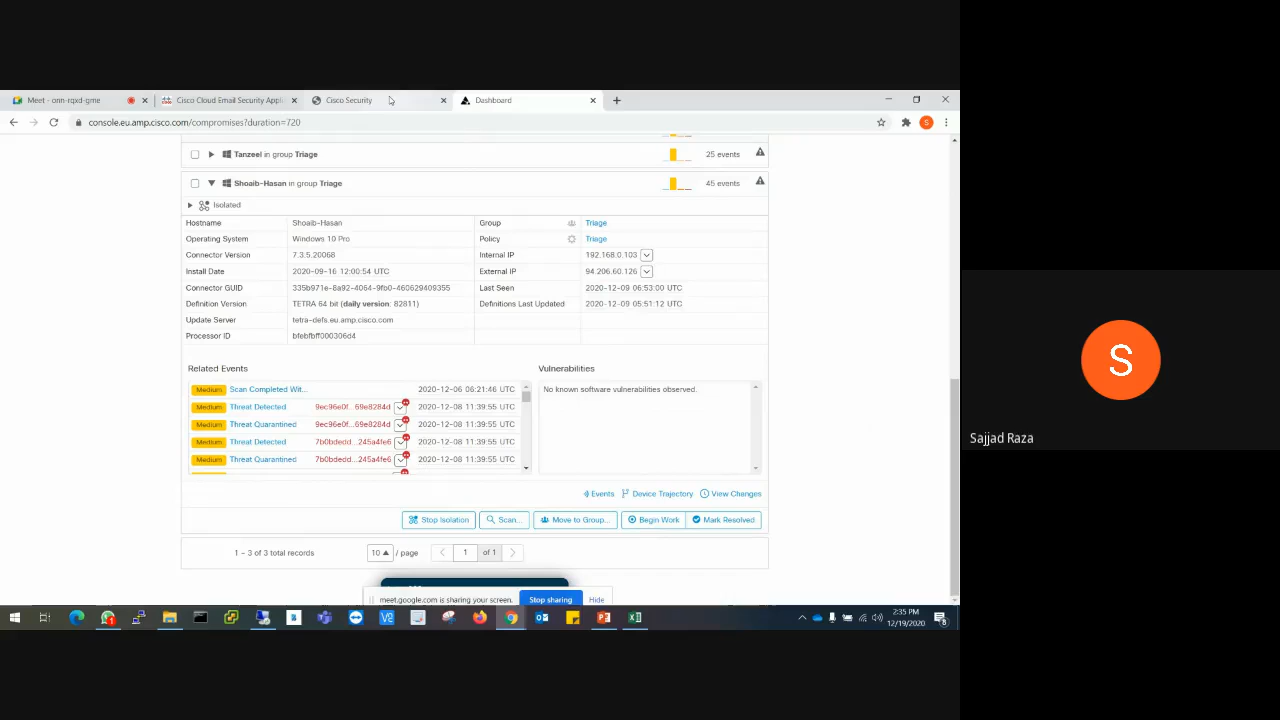 Meet - onn-rqxd-gme
Cisco Cloud Email Security Appl
Cisco Security
Dashboard
console.eu.amp.cisco.com/compromises?duration=720
S
Tanzeel in group Triage
25 events
Shoaib-Hasan in group Triage
45 events
Isolated
Hostname Shoaib-Hasan Group Triage
Operating System Windows 10 Pro Policy Triage
Connector Version 7.3.5.20068 Internal IP 192.168.0.103
Install Date 2020-09-16 12:00:54 UTC External IP 94.206.60.126
Connector GUID 335b971e-8a92-4064-9fb0-460629409355 Last Seen 2020-12-09 06:53:00 UTC
Definition Version TETRA 64 bit (daily version: 82811) Definitions Last Updated 2020-12-09 05:51:12 UTC
Update Server tetra-defs.eu.amp.cisco.com
Processor ID bfebfbff000306d4
Related Events Vulnerabilities
Medium Scan Completed Wit... 2020-12-06 06:21:46 UTC No known software vulnerabilities observed.
Medium Threat Detected 9ec96e0f...69e8284d 2020-12-08 11:39:55 UTC
Medium Threat Quarantined 9ec96e0f...69e8284d 2020-12-08 11:39:55 UTC
Medium Threat Detected 7b0bdedd...245a4fe6 2020-12-08 11:39:55 UTC
Medium Threat Quarantined 7b0bdedd...245a4fe6 2020-12-08 11:39:55 UTC
Events Device Trajectory View Changes
Stop Isolation Scan... Move to Group... Begin Work Mark Resolved
1 - 3 of 3 total records 10 / page 1 of 1
meet.google.com is sharing your screen. Stop sharing Hide
2:35 PM
12/19/2020
S
Sajjad Raza